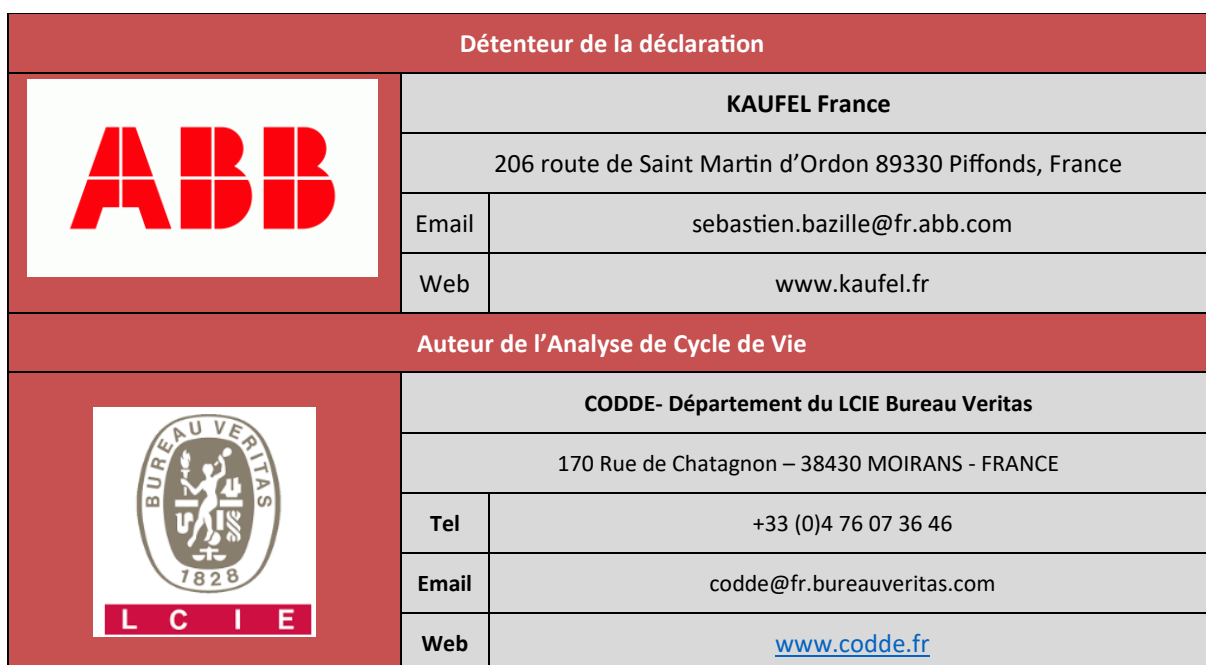 Détenteur de la déclaration
ABB
KAUFEL France
206 route de Saint Martin d’Ordon 89330 Piffonds, France
Email sebastien.bazille@fr.abb.com
Web www.kaufel.fr
Auteur de l’Analyse de Cycle de Vie
BUREAU VERITAS
1828
L C I E
CODDE- Département du LCIE Bureau Veritas
170 Rue de Chatagnon – 38430 MOIRANS - FRANCE
Tel +33 (0)4 76 07 36 46
Email codde@fr.bureauveritas.com
Web www.codde.fr